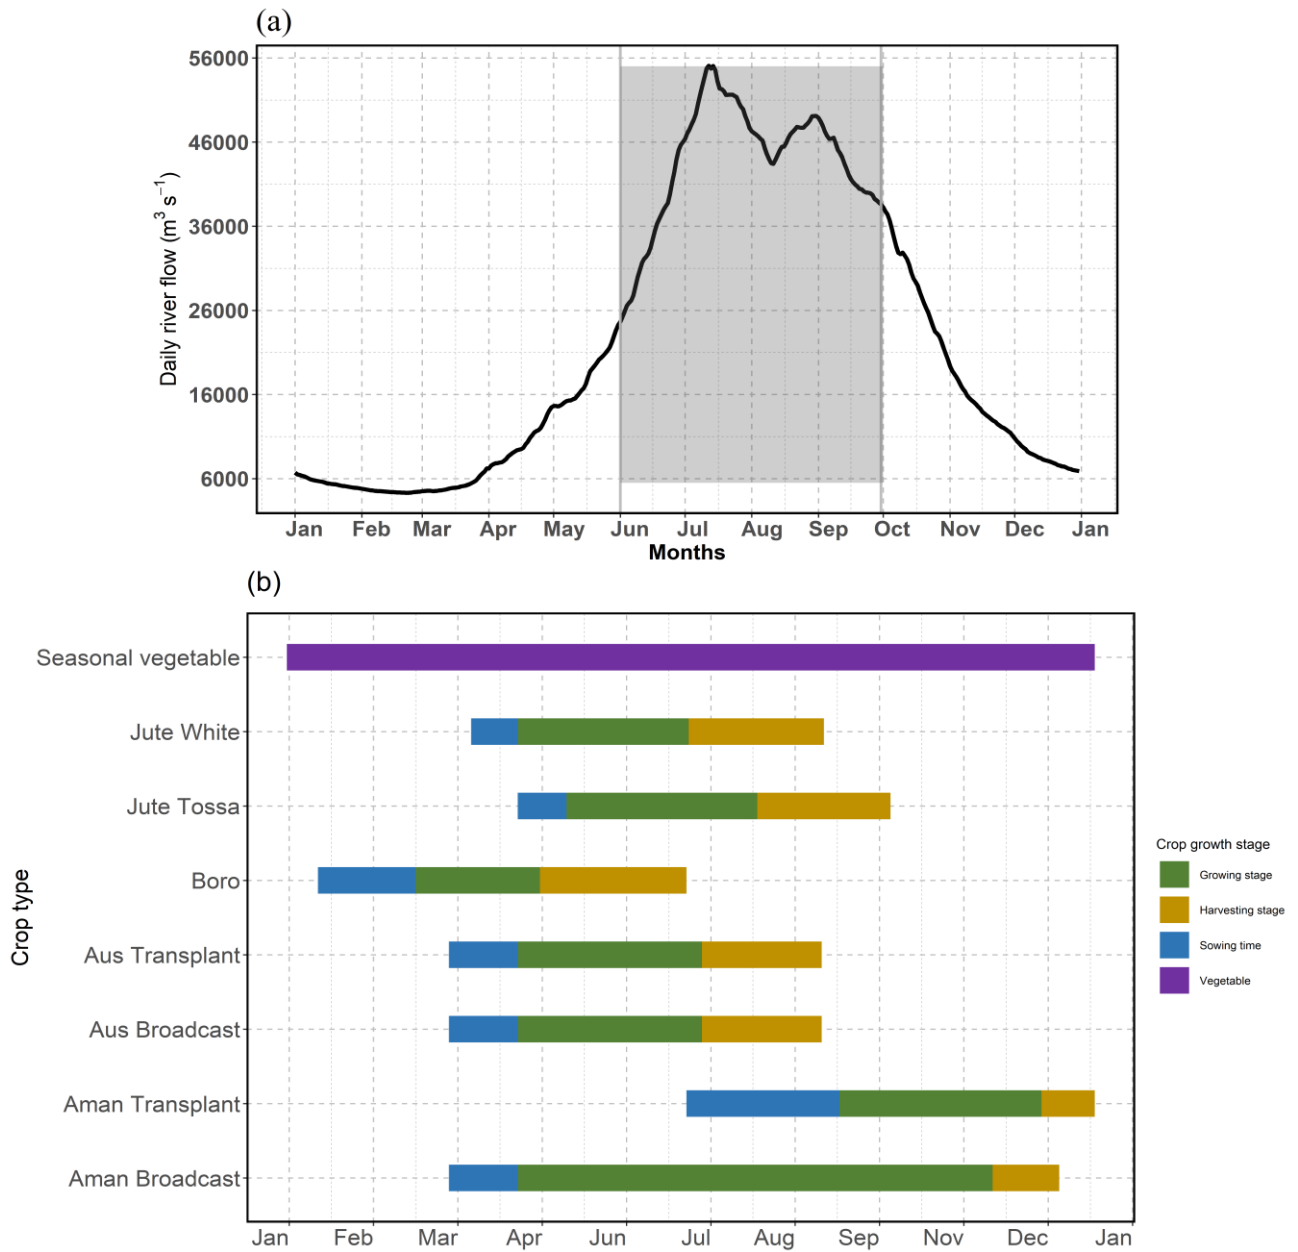 (a)
56000
46000
36000
26000
16000
6000
Daily river flow (m³ s⁻¹)
Jan Feb Mar Apr May Jun Jul Aug Sep Oct Nov Dec Jan
Months
(b)
Seasonal vegetable
Jute White
Jute Tossa
Boro
Aus Transplant
Aus Broadcast
Aman Transplant
Aman Broadcast
Crop type
Jan Feb Mar Apr Jun Jul Aug Sep Nov Dec Jan
Crop growth stage
Growing stage
Harvesting stage
Sowing time
Vegetable